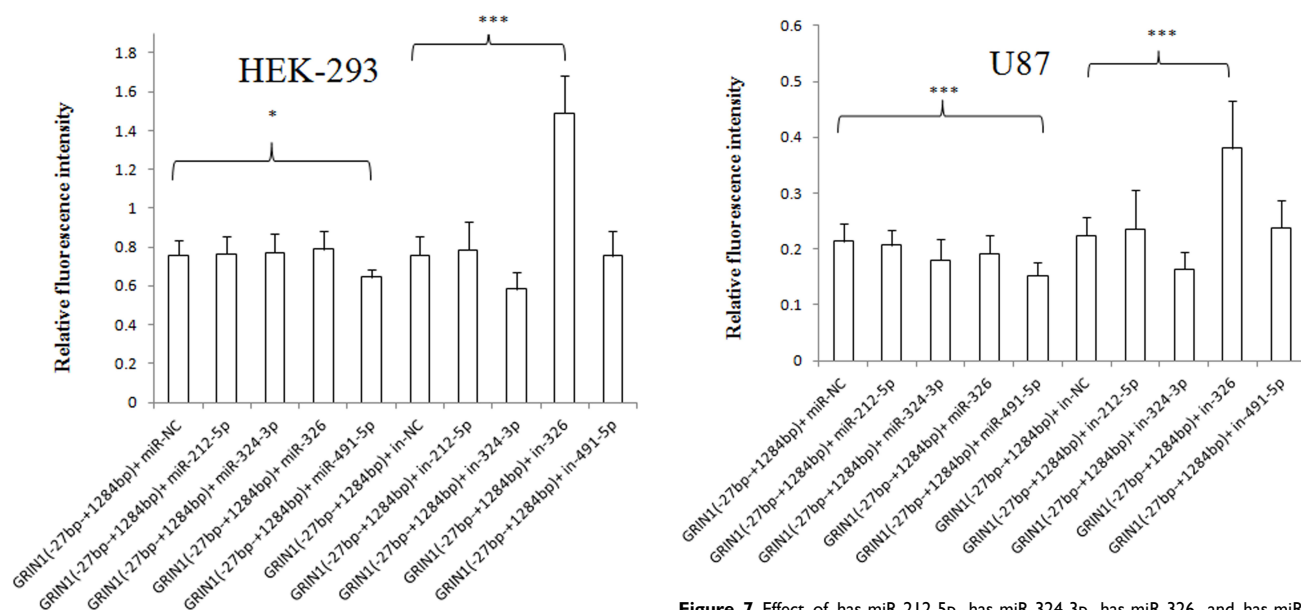 ***
1.8
HEK-293
1.6
*
1.4
1.2
1
0.8
0.6
0.4
0.2
0
Relative fluorescence intensity
GRIN1(-27bp-+1284bp)+ miR-NC
GRIN1(-27bp-+1284bp)+ miR-212-5p
GRIN1(-27bp-+1284bp)+ miR-324-3p
GRIN1(-27bp-+1284bp)+ miR-326
GRIN1(-27bp-+1284bp)+ miR-491-5p
GRIN1(-27bp-+1284bp)+ in-NC
GRIN1(-27bp-+1284bp)+ in-212-5p
GRIN1(-27bp-+1284bp)+ in-324-3p
GRIN1(-27bp-+1284bp)+ in-326
GRIN1(-27bp-+1284bp)+ in-491-5p
0.6
***
U87
0.5
***
0.4
0.3
0.2
0.1
0
Relative fluorescence intensity
GRIN1(-27bp-+1284bp)+ miR-NC
GRIN1(-27bp-+1284bp)+ miR-212-5p
GRIN1(-27bp-+1284bp)+ miR-324-3p
GRIN1(-27bp-+1284bp)+ miR-326
GRIN1(-27bp-+1284bp)+ miR-491-5p
GRIN1(-27bp-+1284bp)+ in-NC
GRIN1(-27bp-+1284bp)+ in-212-5p
GRIN1(-27bp-+1284bp)+ in-324-3p
GRIN1(-27bp-+1284bp)+ in-326
GRIN1(-27bp-+1284bp)+ in-491-5p
Figure 7 Effect of has-miR-212-5p, has-miR-324-3p, has-miR-326, and has-miR